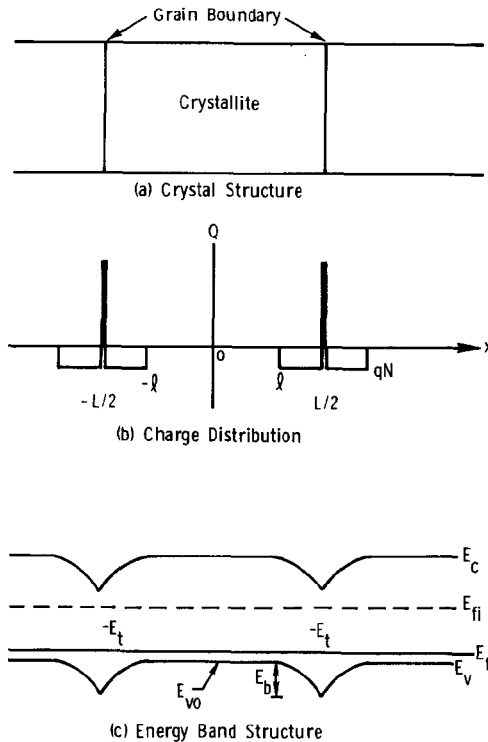 Grain Boundary
Crystallite
(a) Crystal Structure
Q
x
o
-ℓ
ℓ
qN
-L/2
L/2
(b) Charge Distribution
E_c
E_fi
-E_t
-E_t
E_f
E_v
E_vo
E_b
(c) Energy Band Structure